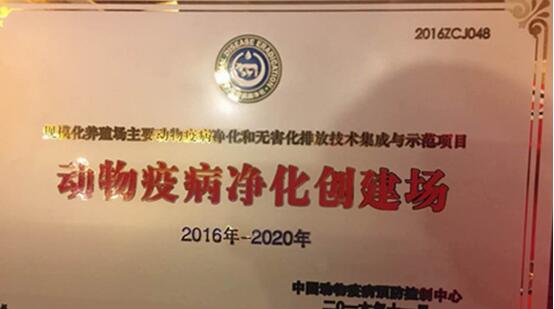 2016ZCJ048
DISEASE ERADICATION
规模化养殖场主要动物疫病净化和无害化排放技术集成与示范项目
动物疫病净化创建场
2016年-2020年
中国动物疫病预防控制中心